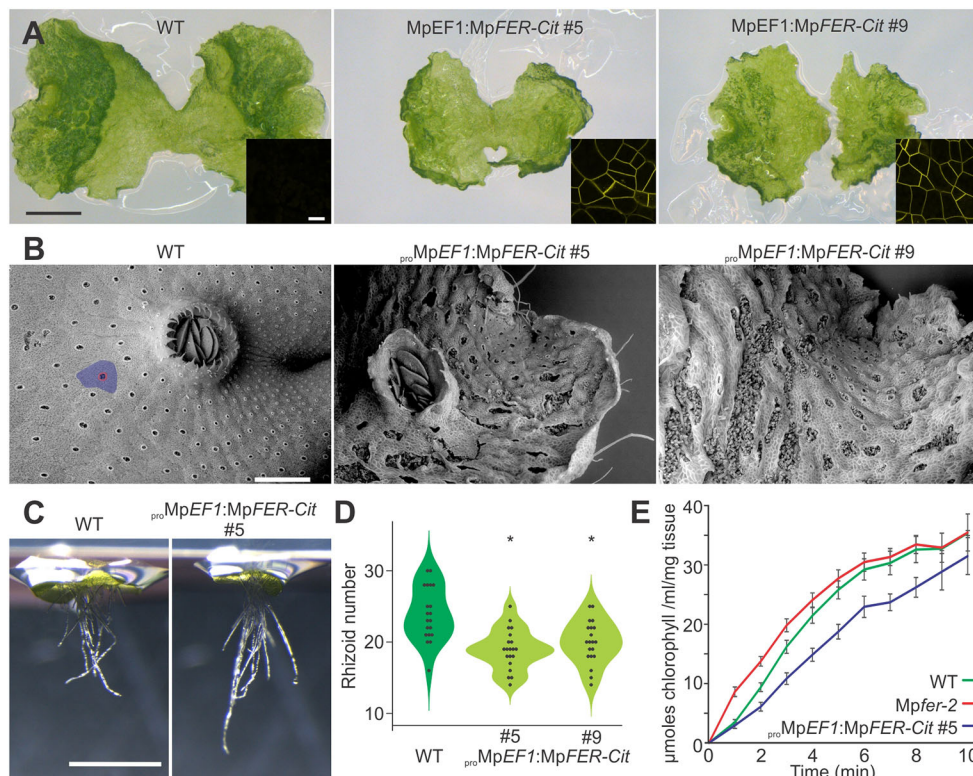 A
WT
MpEF1:MpFER-Cit #5
MpEF1:MpFER-Cit #9
B
WT
proMpEF1:MpFER-Cit #5
proMpEF1:MpFER-Cit #9
C
WT
proMpEF1:MpFER-Cit
#5
D
Rhizoid number
30
20
10
*
*
WT
#5
#9
proMpEF1:MpFER-Cit
E
µmoles chlorophyll /ml/mg tissue
40
30
20
10
0
0
2
4
6
8
10
Time (min)
WT
Mpfer-2
proMpEF1:MpFER-Cit #5